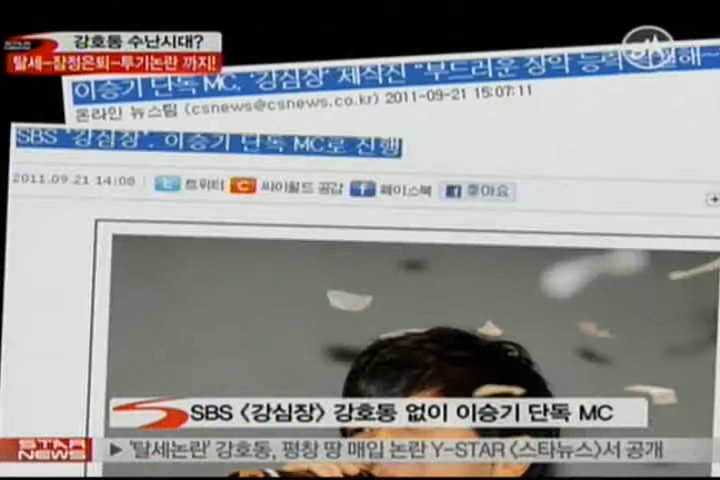 강호동 수난시대?
탈세-잠정은퇴-투기논란 까지!
이승기 단독 MC, '강심장' 제작진 "부드러운 장악 능력
온라인 뉴스팀 (csnews@csnews.co.kr) 2011-09-21 15:07:11
SBS '강심장', 이승기 단독 MC로 진행
2011.09.21 14:08 트위터 싸이월드 공감 페이스북 좋아요
SBS 〈강심장〉 강호동 없이 이승기 단독 MC
STAR NEWS
▶ '탈세논란' 강호동, 평창 땅 매입 논란 Y-STAR 〈스타뉴스〉서 공개